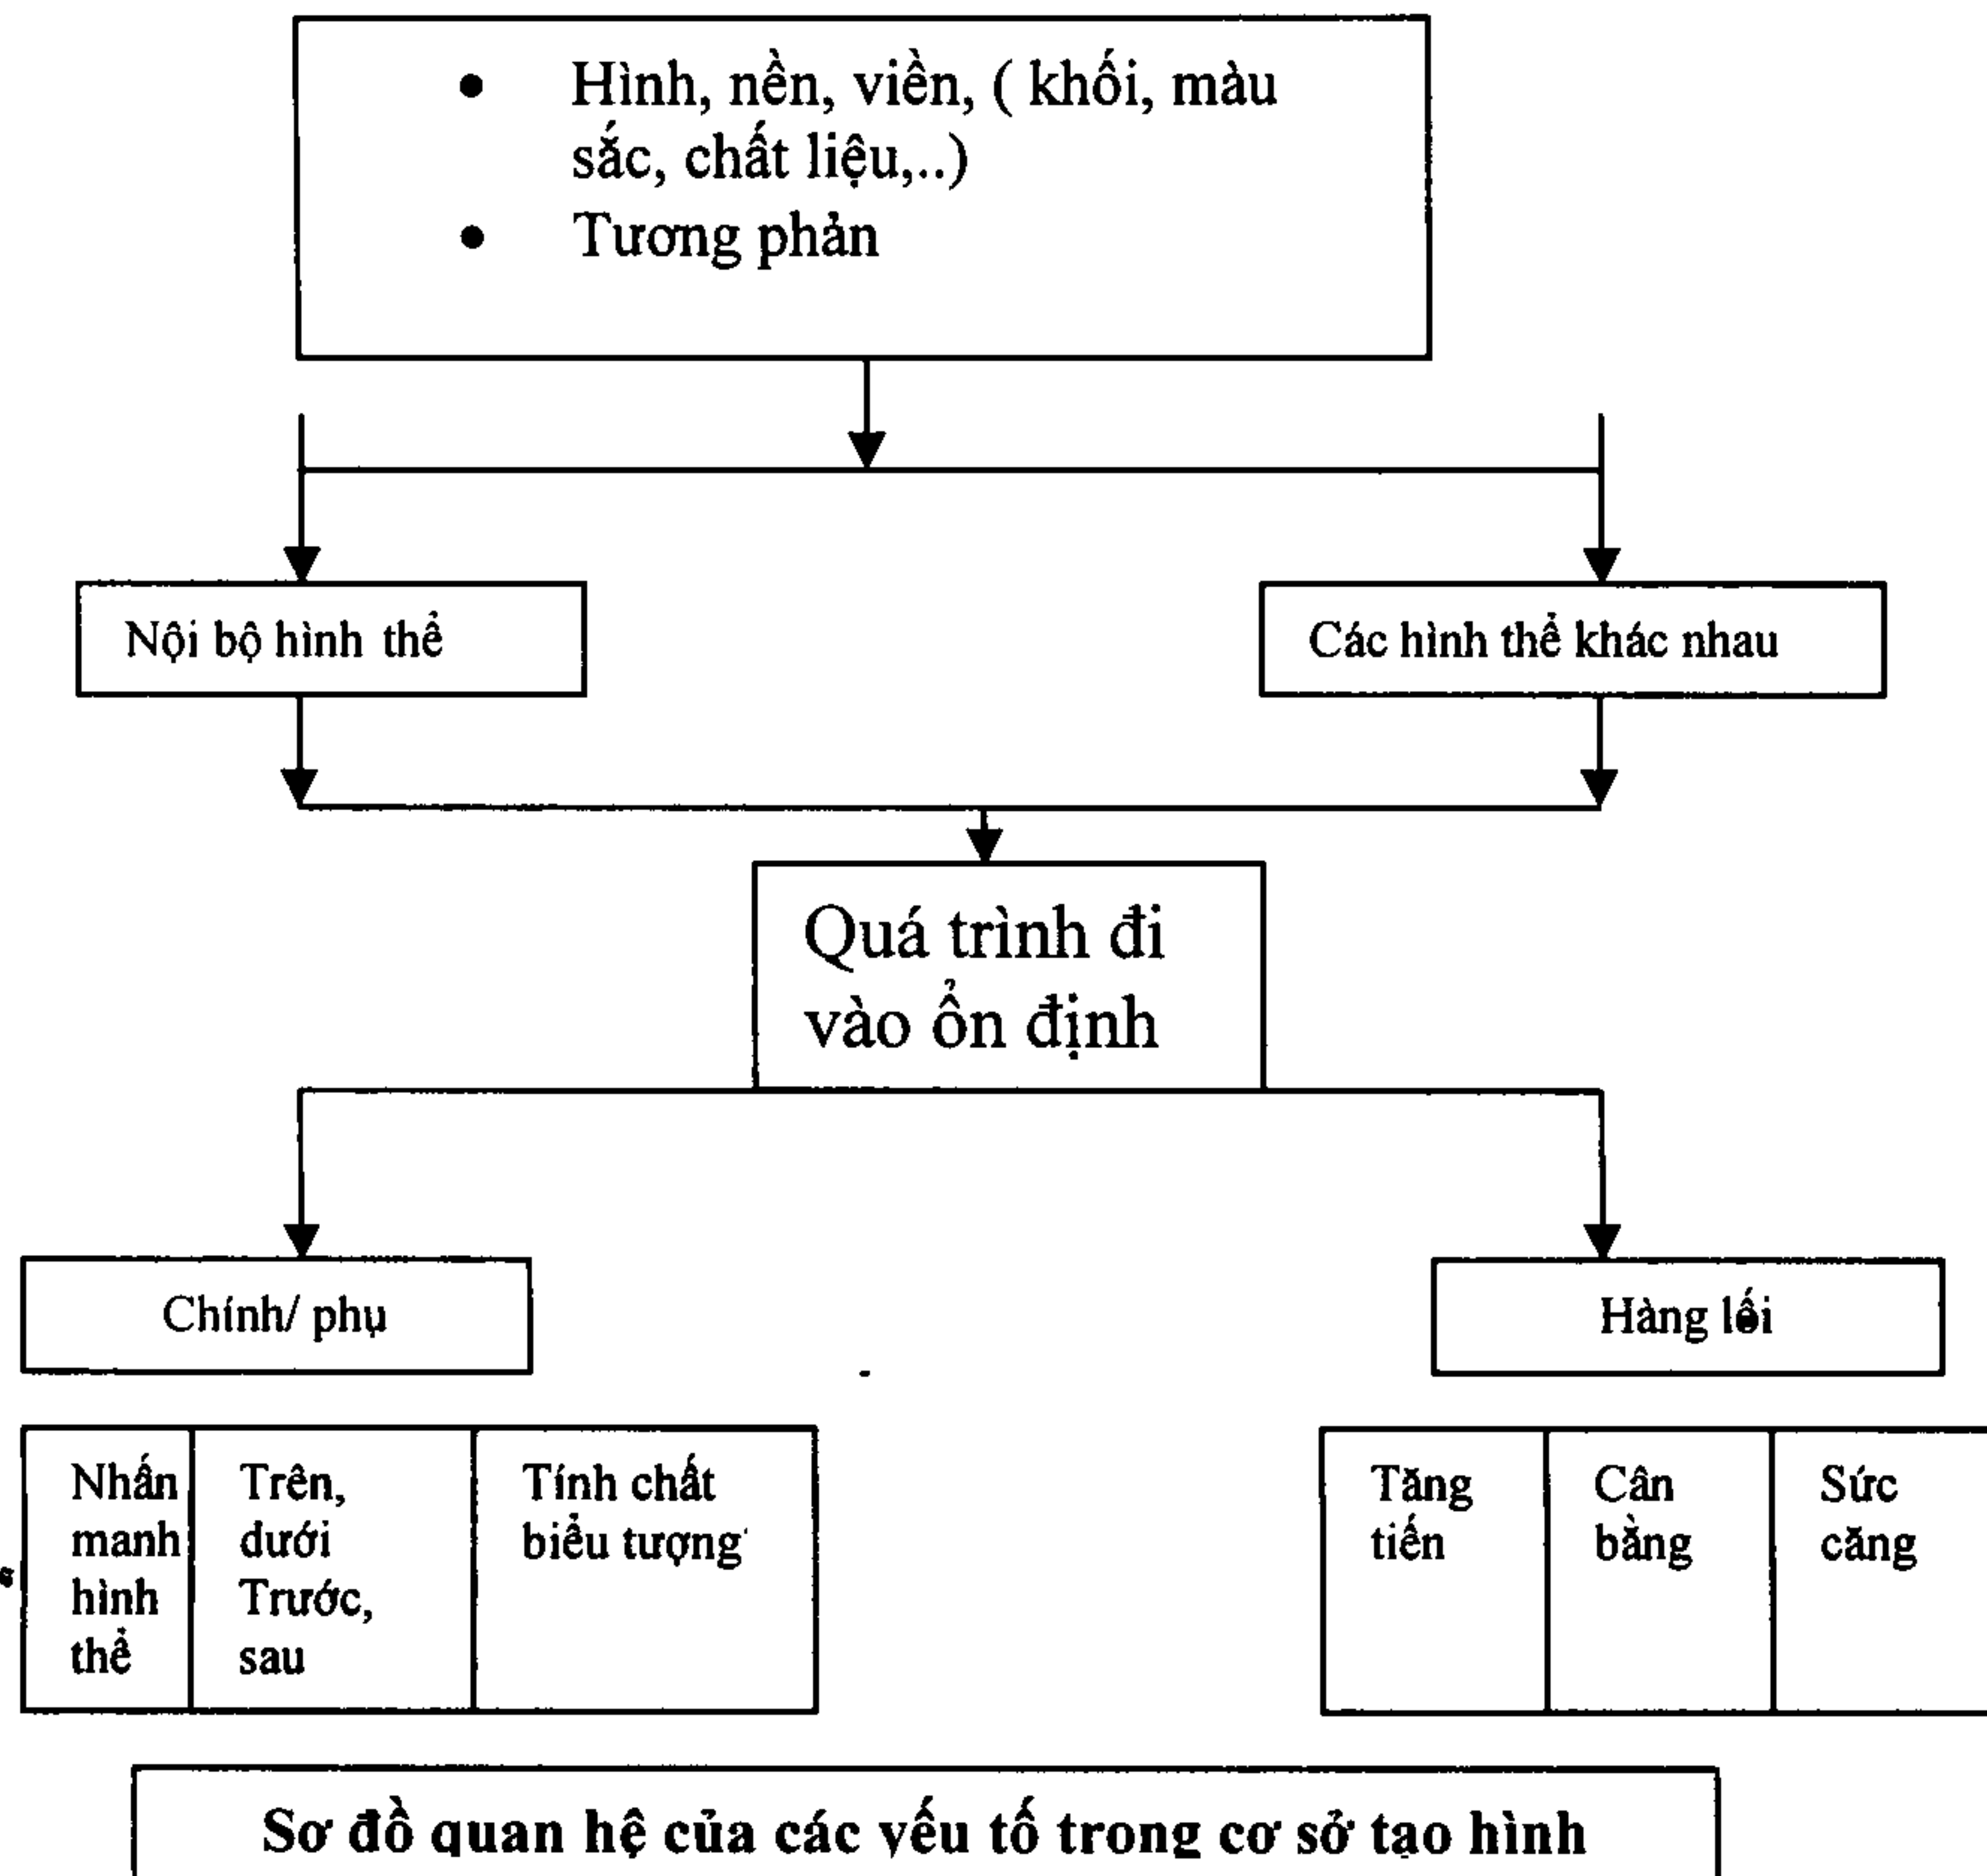 • Hình, nền, viền, ( khối, màu
sắc, chất liệu,..)
• Tương phản
Nội bộ hình thể
Các hình thể khác nhau
Quá trình đi
vào ổn định
Chính/ phụ
Hàng lối
Nhấn
manh
hình
thể
Trên,
dưới
Trước,
sau
Tính chất
biểu tượng
Tăng
tiến
Cân
bằng
Sức
căng
Sơ đồ quan hệ của các yếu tố trong cơ sở tạo hình